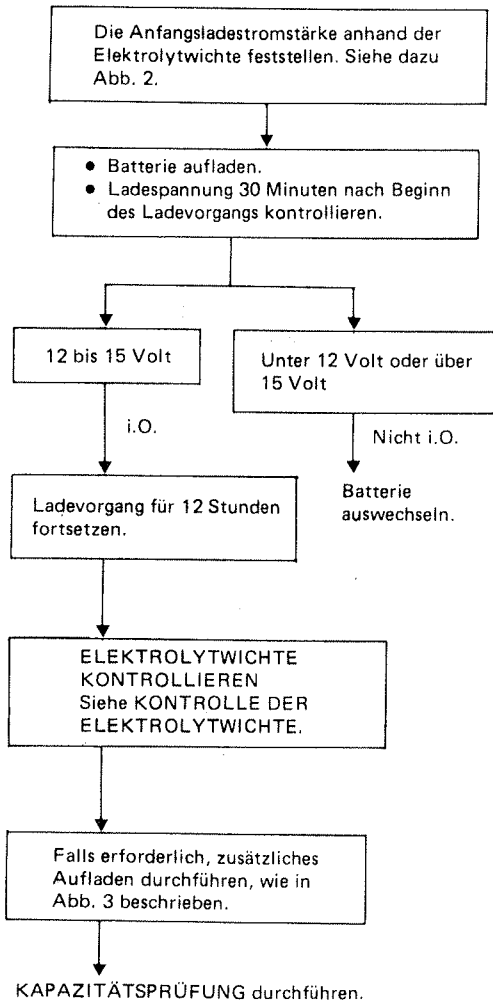 Die Anfangsladestromstärke anhand der
Elektrolytwichte feststellen. Siehe dazu
Abb. 2.
● Batterie aufladen.
● Ladespannung 30 Minuten nach Beginn
des Ladevorgangs kontrollieren.
12 bis 15 Volt
Unter 12 Volt oder über
15 Volt
i.O.
Nicht i.O.
Ladevorgang für 12 Stunden
fortsetzen.
Batterie
auswechseln.
ELEKTROLYTWICHTE
KONTROLLIEREN
Siehe KONTROLLE DER
ELEKTROLYTWICHTE.
Falls erforderlich, zusätzliches
Aufladen durchführen, wie in
Abb. 3 beschrieben.
KAPAZITÄTSPRÜFUNG durchführen.